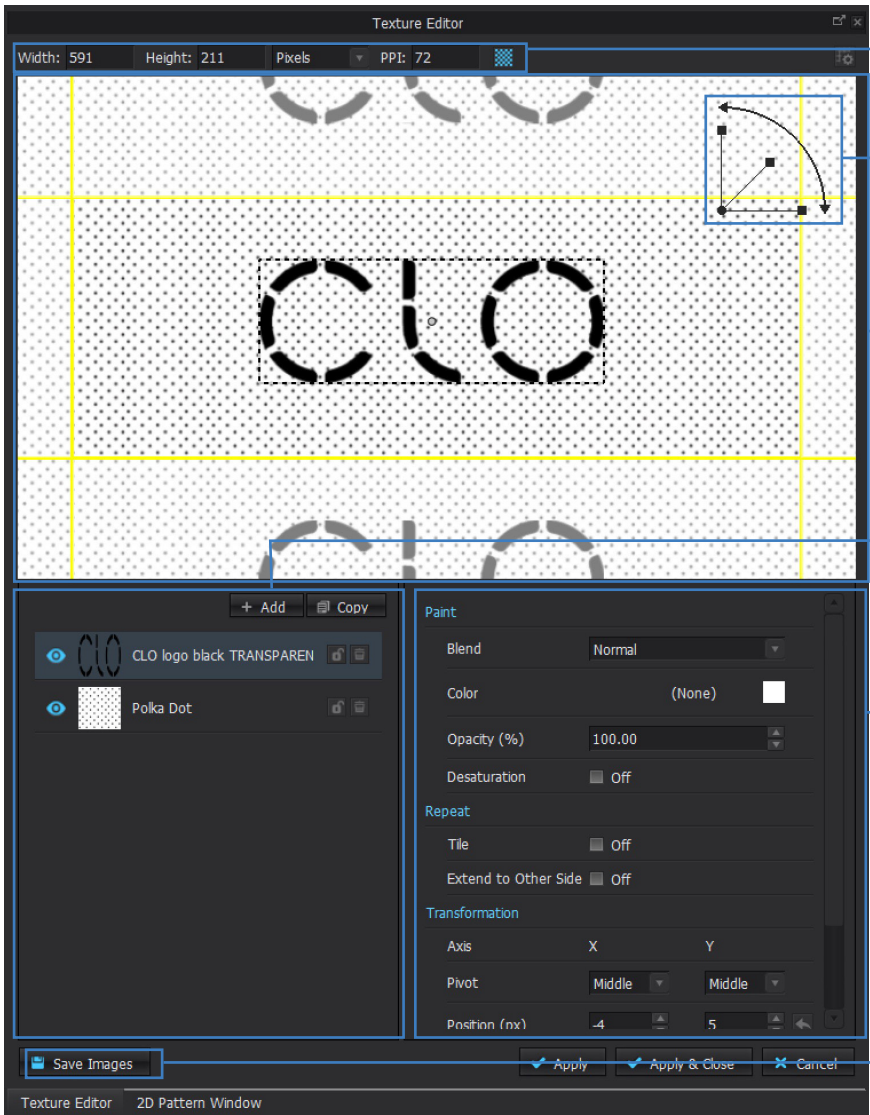 Texture Editor
Width: 591 Height: 211 Pixels PPI: 72
CLO
+ Add Copy
CLO logo black TRANSPAREN
Polka Dot
Paint
Blend Normal
Color (None)
Opacity (%) 100.00
Desaturation Off
Repeat
Tile Off
Extend to Other Side Off
Transformation
Axis X Y
Pivot Middle Middle
Position (px) -4 5
Save Images Apply Apply & Close Cancel
Texture Editor 2D Pattern Window